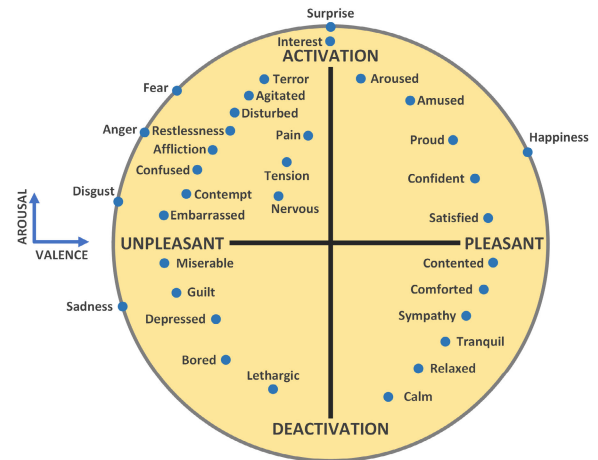 Surprise
Interest
ACTIVATION
Terror
Aroused
Fear
Agitated
Amused
Disturbed
Anger
Restlessness
Pain
Proud
Happiness
Affliction
Confused
Tension
Confident
Disgust
Contempt
Nervous
Embarrassed
Satisfied
AROUSAL
VALENCE
UNPLEASANT
PLEASANT
Miserable
Contented
Guilt
Comforted
Sadness
Depressed
Sympathy
Tranquil
Bored
Relaxed
Lethargic
Calm
DEACTIVATION